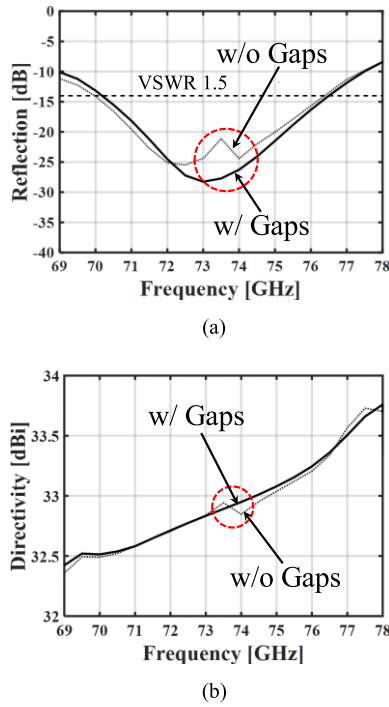 0
-5
-10
-15
-20
-25
-30
-35
-40
Reflection [dB]
w/o Gaps
VSWR 1.5
w/ Gaps
69 70 71 72 73 74 75 76 77 78
Frequency [GHz]
(a)
34
33.5
33
32.5
32
Directivity [dBi]
w/ Gaps
w/o Gaps
69 70 71 72 73 74 75 76 77 78
Frequency [GHz]
(b)